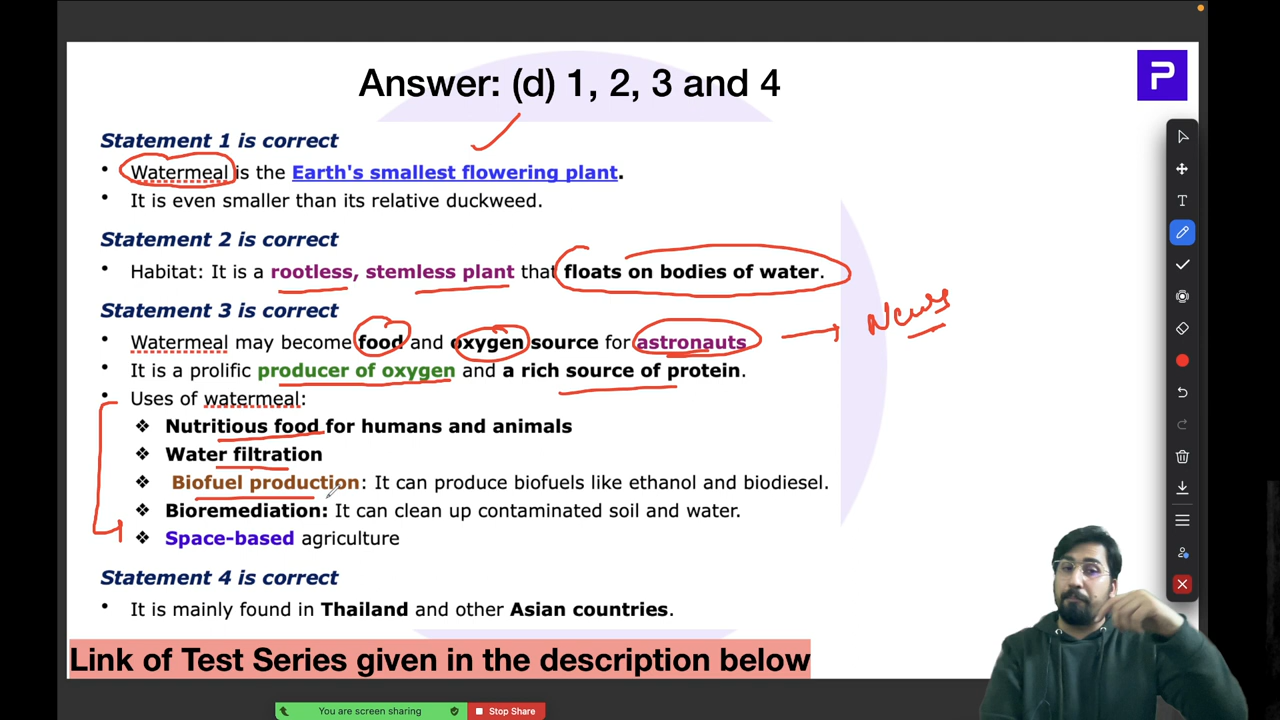 Answer: (d) 1, 2, 3 and 4
P
Statement 1 is correct
• Watermeal is the Earth's smallest flowering plant.
• It is even smaller than its relative duckweed.
Statement 2 is correct
• Habitat: It is a rootless, stemless plant that floats on bodies of water.
Statement 3 is correct
News
• Watermeal may become food and oxygen source for astronauts
• It is a prolific producer of oxygen and a rich source of protein.
• Uses of watermeal:
❖ Nutritious food for humans and animals
❖ Water filtration
❖ Biofuel production: It can produce biofuels like ethanol and biodiesel.
❖ Bioremediation: It can clean up contaminated soil and water.
❖ Space-based agriculture
Statement 4 is correct
• It is mainly found in Thailand and other Asian countries.
Link of Test Series given in the description below
You are screen sharing
Stop Share